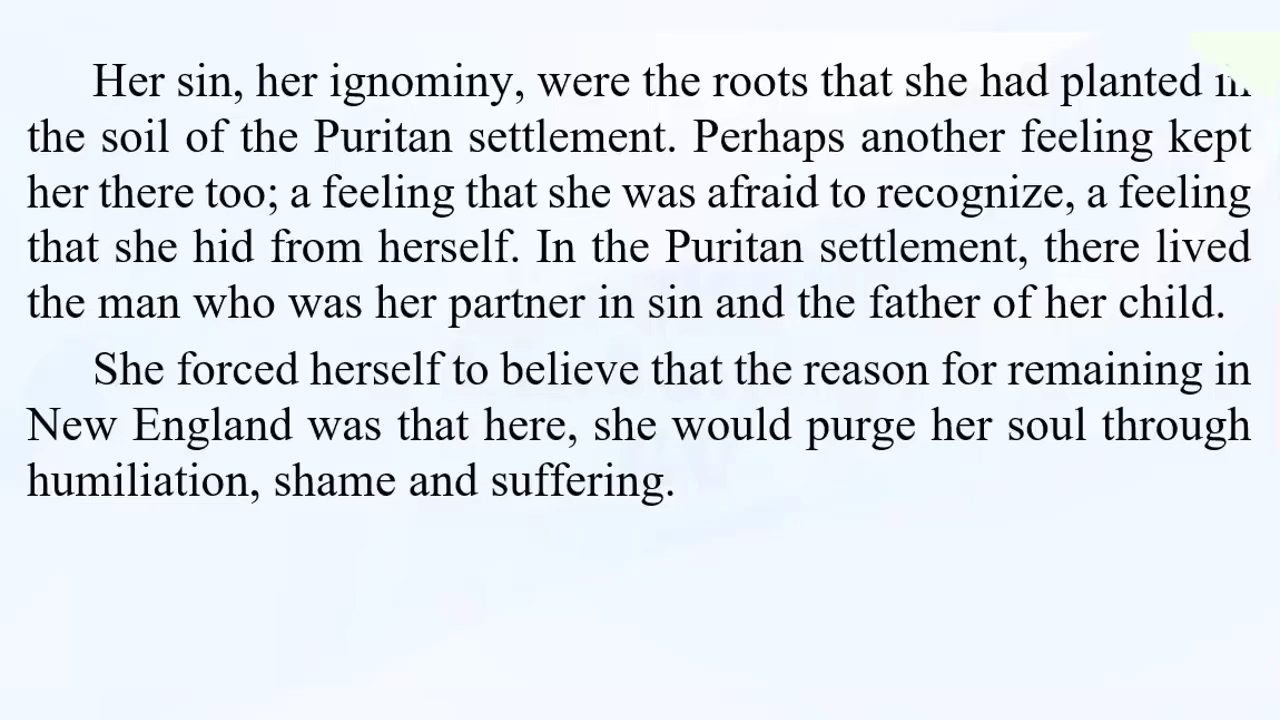 Her sin, her ignominy, were the roots that she had planted in
the soil of the Puritan settlement. Perhaps another feeling kept
her there too; a feeling that she was afraid to recognize, a feeling
that she hid from herself. In the Puritan settlement, there lived
the man who was her partner in sin and the father of her child.
She forced herself to believe that the reason for remaining in
New England was that here, she would purge her soul through
humiliation, shame and suffering.